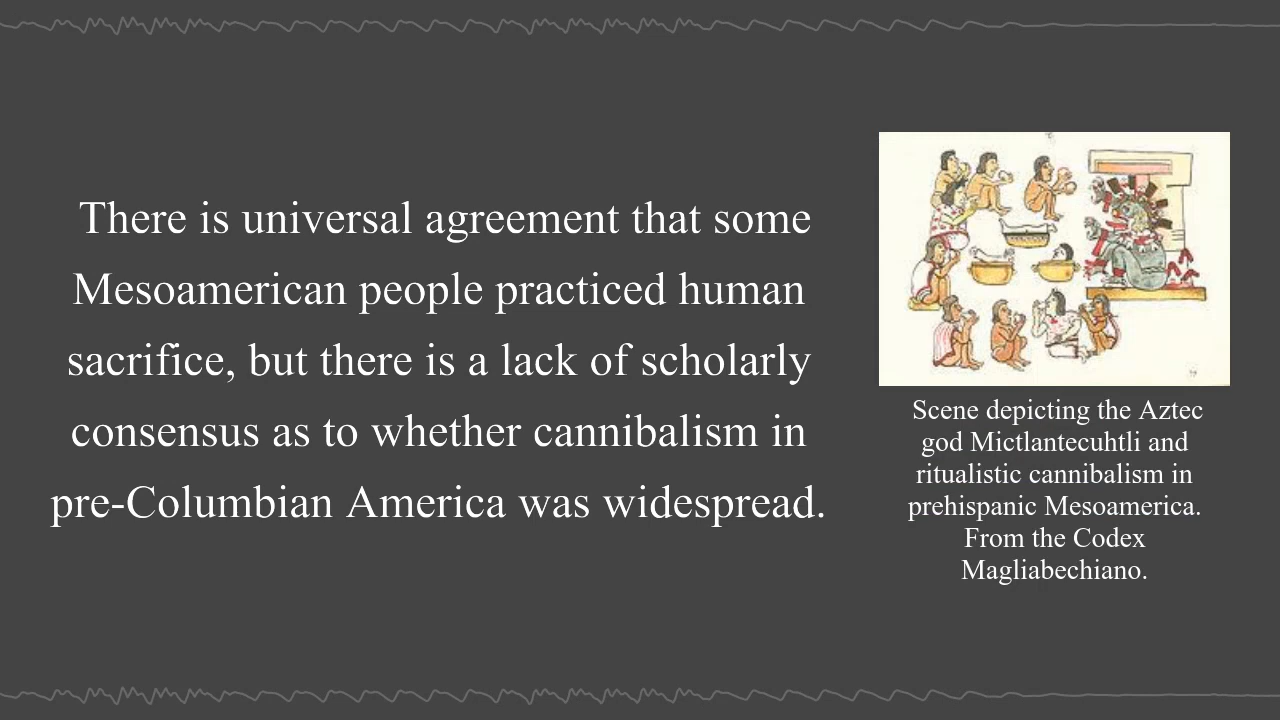 There is universal agreement that some
Mesoamerican people practiced human
sacrifice, but there is a lack of scholarly
consensus as to whether cannibalism in
pre-Columbian America was widespread.
Scene depicting the Aztec
god Mictlantecuhtli and
ritualistic cannibalism in
prehispanic Mesoamerica.
From the Codex
Magliabechiano.